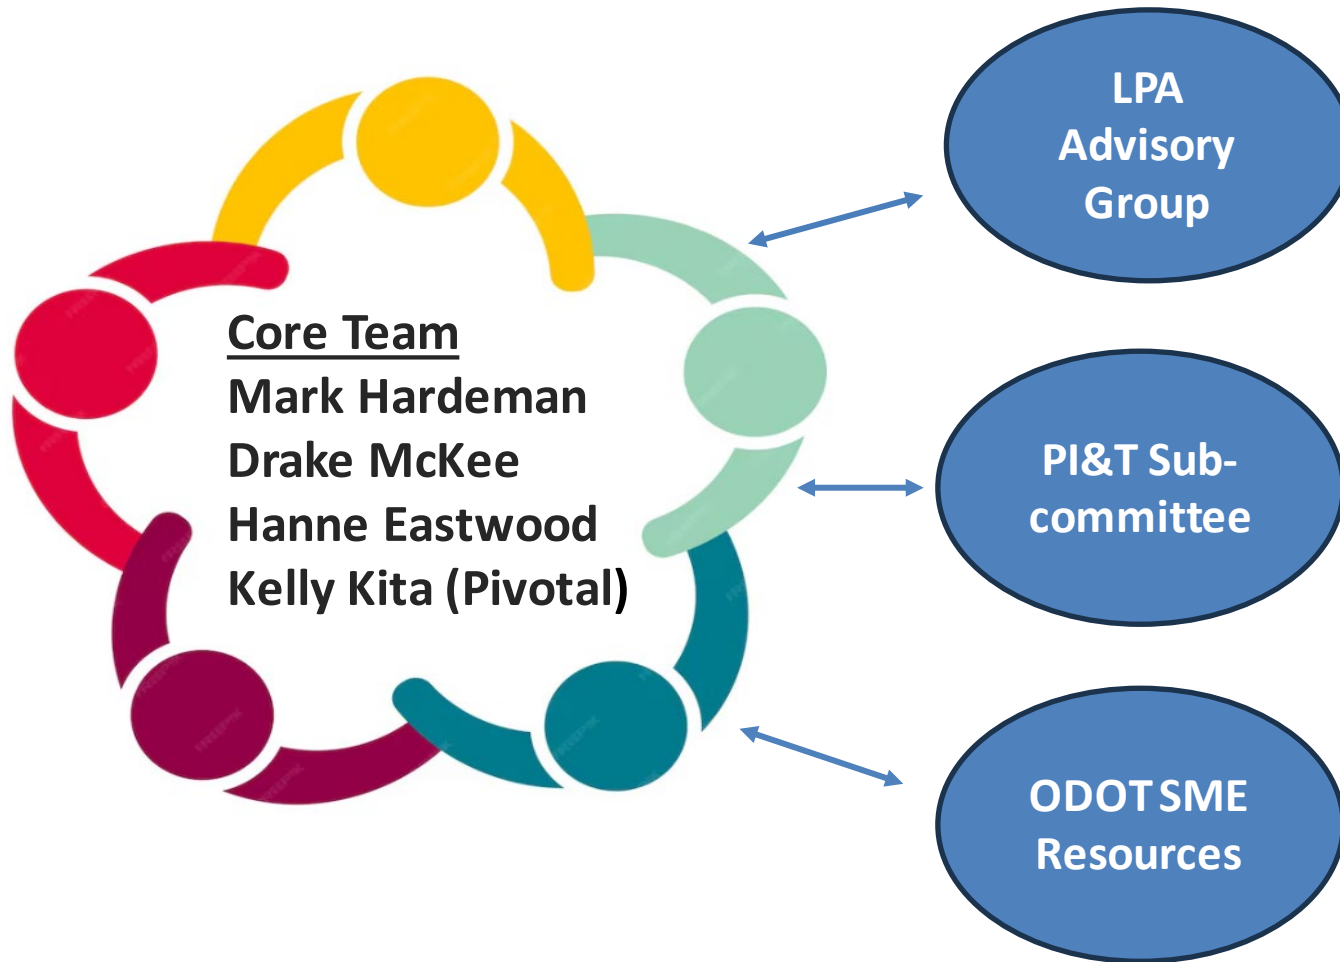 Core Team
Mark Hardeman
Drake McKee
Hanne Eastwood
Kelly Kita (Pivotal)
LPA
Advisory
Group
PI&T Sub-
committee
ODOT SME
Resources